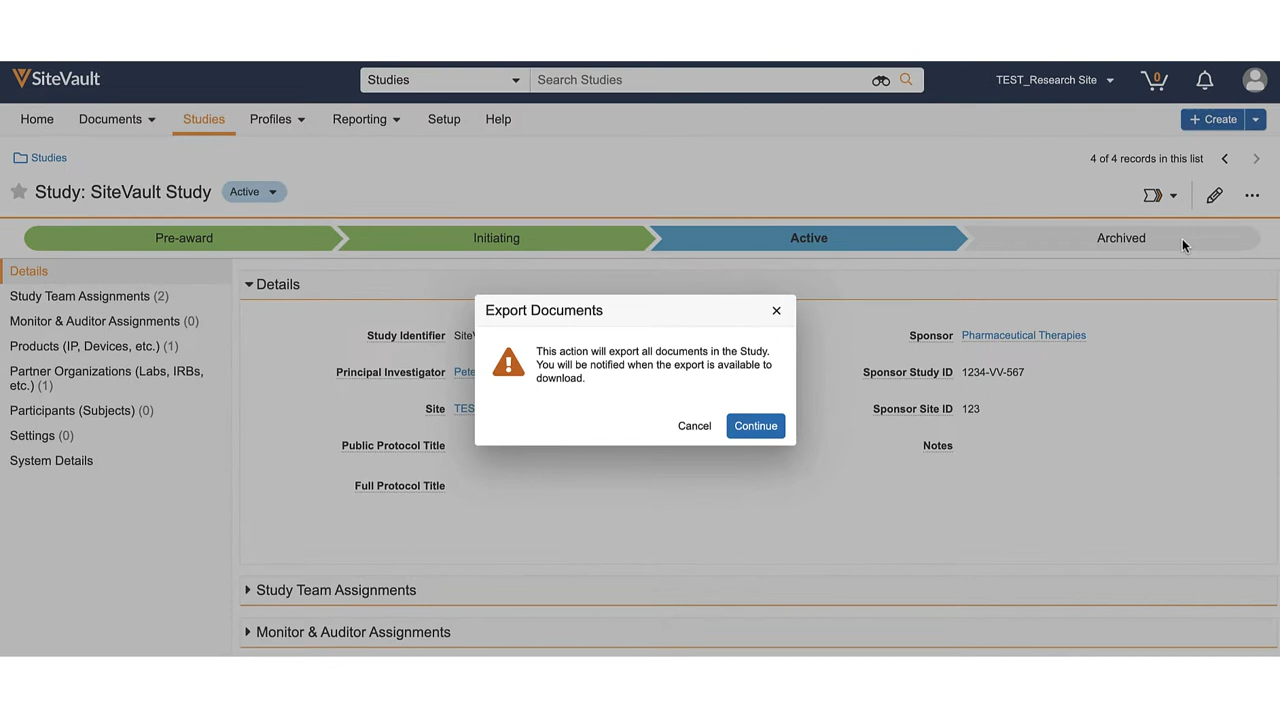 SiteVault
Studies
Search Studies
TEST_Research Site
0
Home
Documents
Studies
Profiles
Reporting
Setup
Help
+ Create
Studies
4 of 4 records in this list
Study: SiteVault Study
Active
Pre-award
Initiating
Active
Archived
Details
Study Team Assignments (2)
Monitor & Auditor Assignments (0)
Products (IP, Devices, etc.) (1)
Partner Organizations (Labs, IRBs,
etc.) (1)
Participants (Subjects) (0)
Settings (0)
System Details
Details
Study Identifier
Principal Investigator
Site TES
Public Protocol Title
Full Protocol Title
Sponsor Pharmaceutical Therapies
Sponsor Study ID 1234-VV-567
Sponsor Site ID 123
Notes
Export Documents
This action will export all documents in the Study.
You will be notified when the export is available to
download.
Cancel
Continue
Study Team Assignments
Monitor & Auditor Assignments